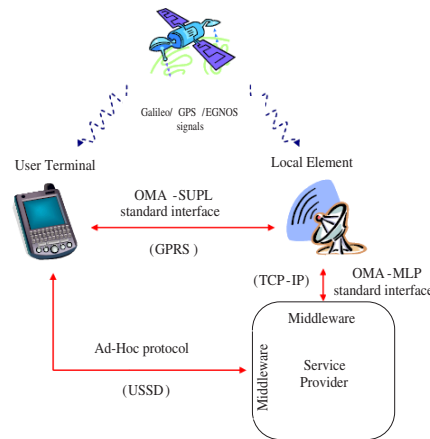 Galileo/ GPS /EGNOS
signals
User Terminal
Local Element
OMA -SUPL
standard interface
(GPRS)
(TCP-IP)
OMA-MLP
standard interface
Middleware
Middleware
Service
Provider
Ad-Hoc protocol
(USSD)